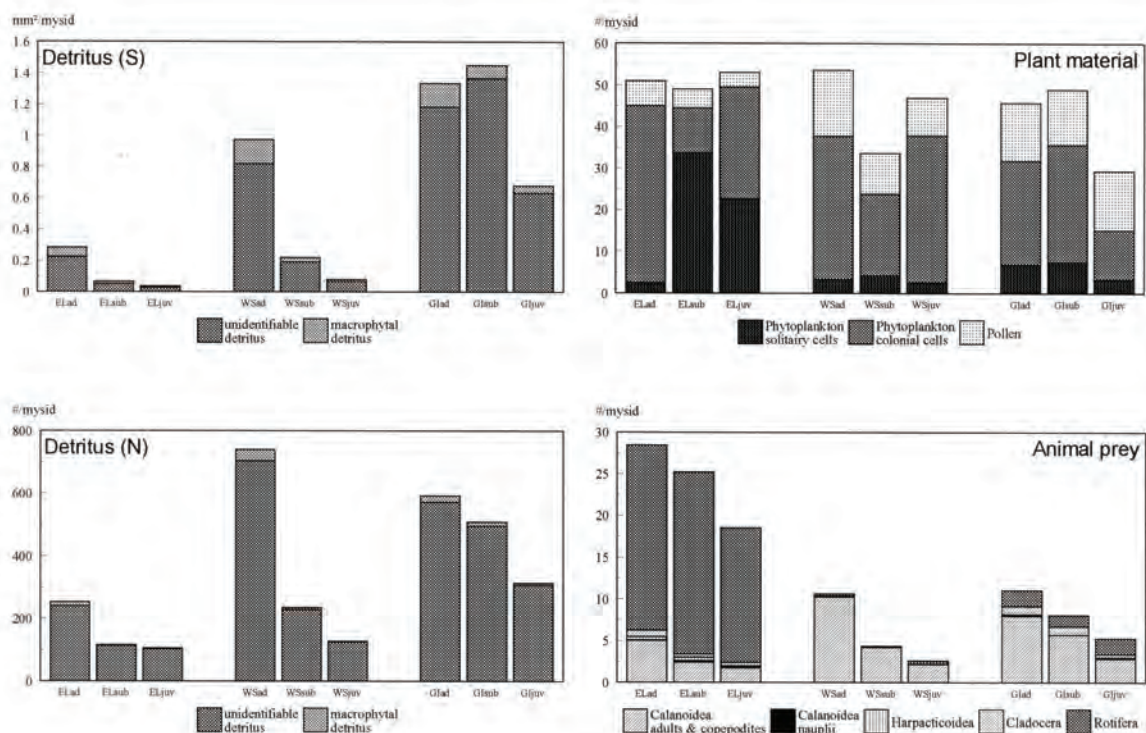 mm²/mysid
Detritus (S)
1.6
1.4
1.2
1
0.8
0.6
0.4
0.2
0
ELad ELsub ELjuv WSad WSsub WSjuv GIad GIsub GIjuv
unidentifiable detritus
macrophytal detritus
#/mysid
Plant material
60
50
40
30
20
10
0
ELad ELsub ELjuv WSad WSsub WSjuv GIad GIsub GIjuv
Phytoplankton solitairy cells
Phytoplankton colonial cells
Pollen
#/mysid
Detritus (N)
800
600
400
200
0
ELad ELsub ELjuv WSad WSsub WSjuv GIad GIsub GIjuv
unidentifiable detritus
macrophytal detritus
#/mysid
Animal prey
30
25
20
15
10
5
0
ELad ELsub ELjuv WSad WSsub WSjuv GIad GIsub GIjuv
Calanoidea adults & copepodites
Calanoidea nauplii
Harpacticoidea
Cladocera
Rotifera